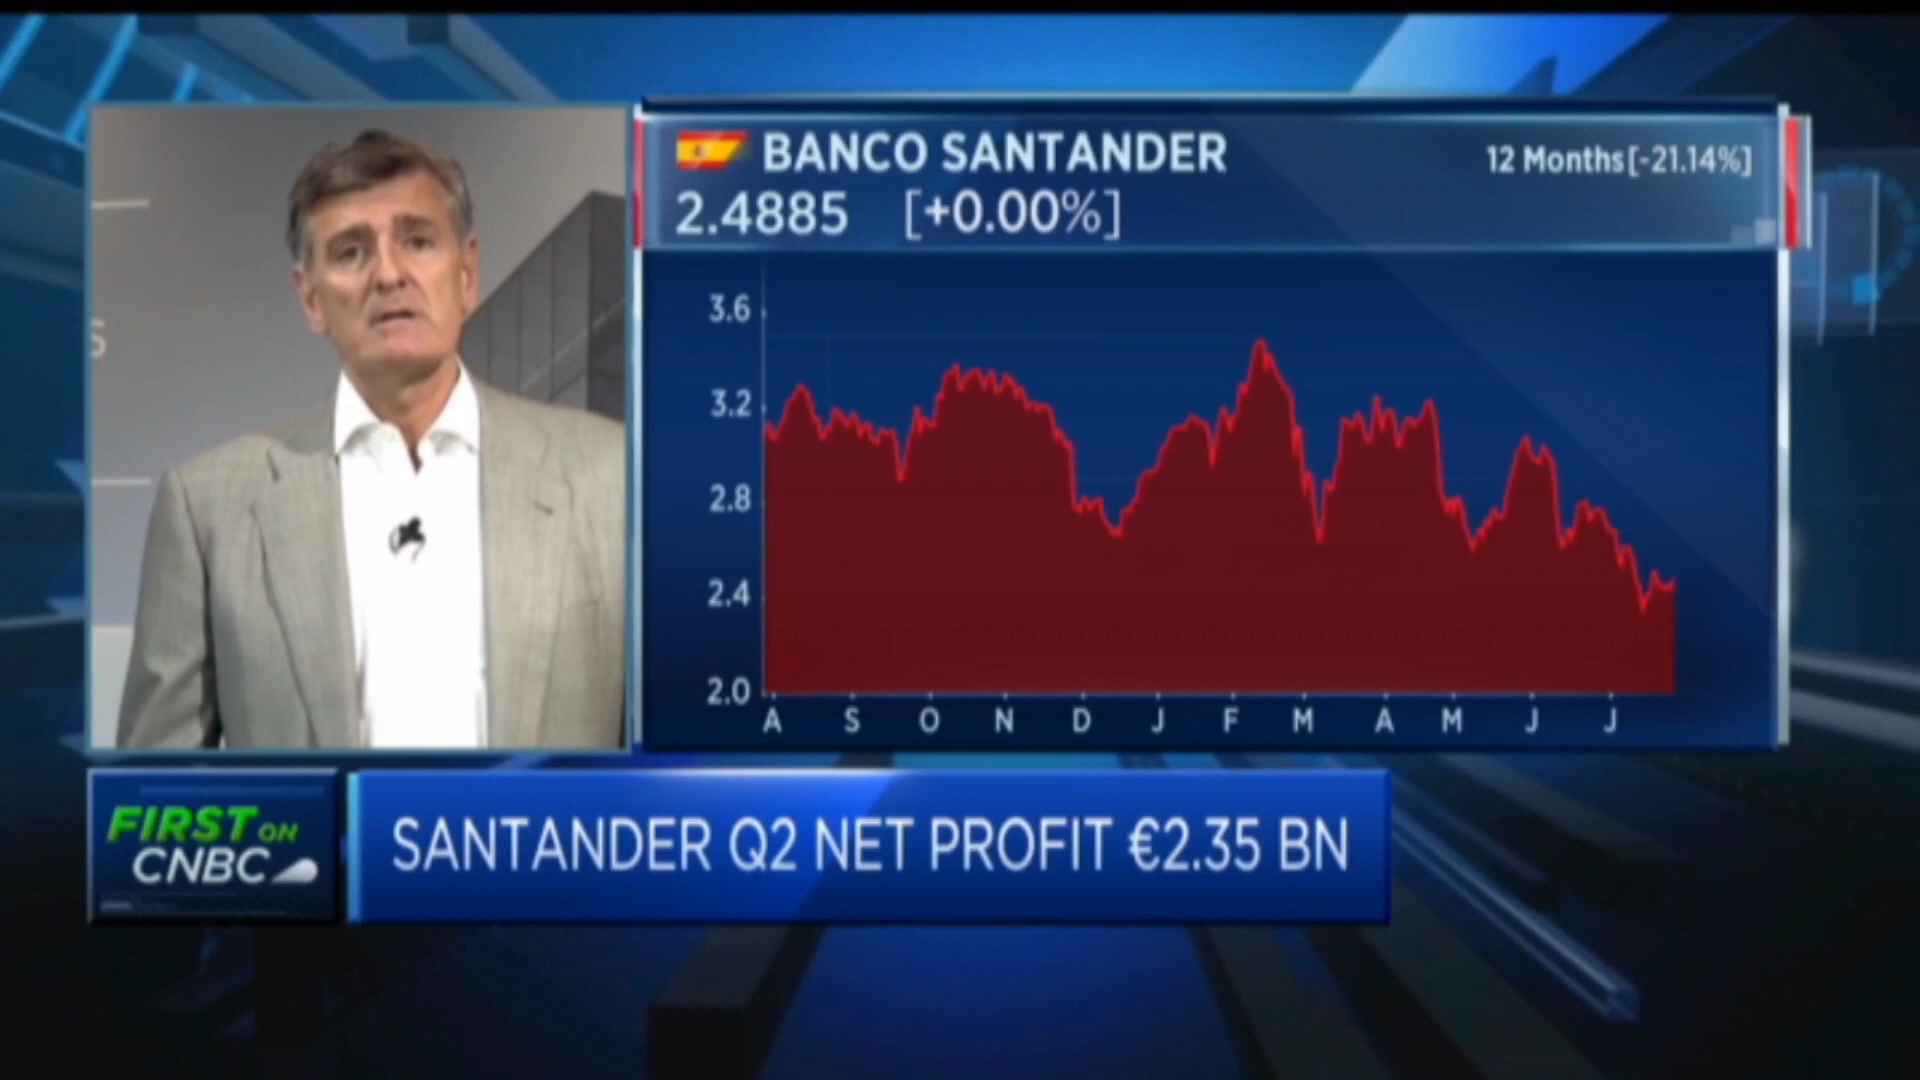 S
BANCO SANTANDER
12 Months[-21.14%]
2.4885 [+0.00%]
3.6
3.2
2.8
2.4
2.0
A S O N D J F M A M J J
FIRST ON
CNBC
SANTANDER Q2 NET PROFIT €2.35 BN